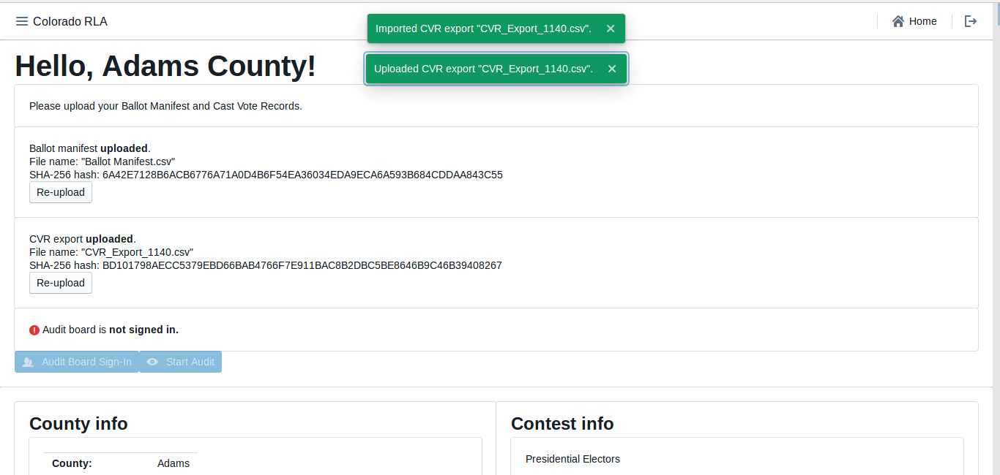 Colorado RLA
Imported CVR export "CVR_Export_1140.csv".
Home
Hello, Adams County!
Uploaded CVR export "CVR_Export_1140.csv".
Please upload your Ballot Manifest and Cast Vote Records.
Ballot manifest uploaded.
File name: "Ballot Manifest.csv"
SHA-256 hash: 6A42E7128B6ACB6776A71A0D4B6F54EA36034EDA9ECA6A593B684CDDAA843C55
Re-upload
CVR export uploaded.
File name: "CVR_Export_1140.csv"
SHA-256 hash: BD101798AECC5379EBD66BAB4766F7E911BAC8B2DBC5BE8646B9C46B39408267
Re-upload
Audit board is not signed in.
Audit Board Sign-In
Start Audit
County info
County: Adams
Contest info
Presidential Electors